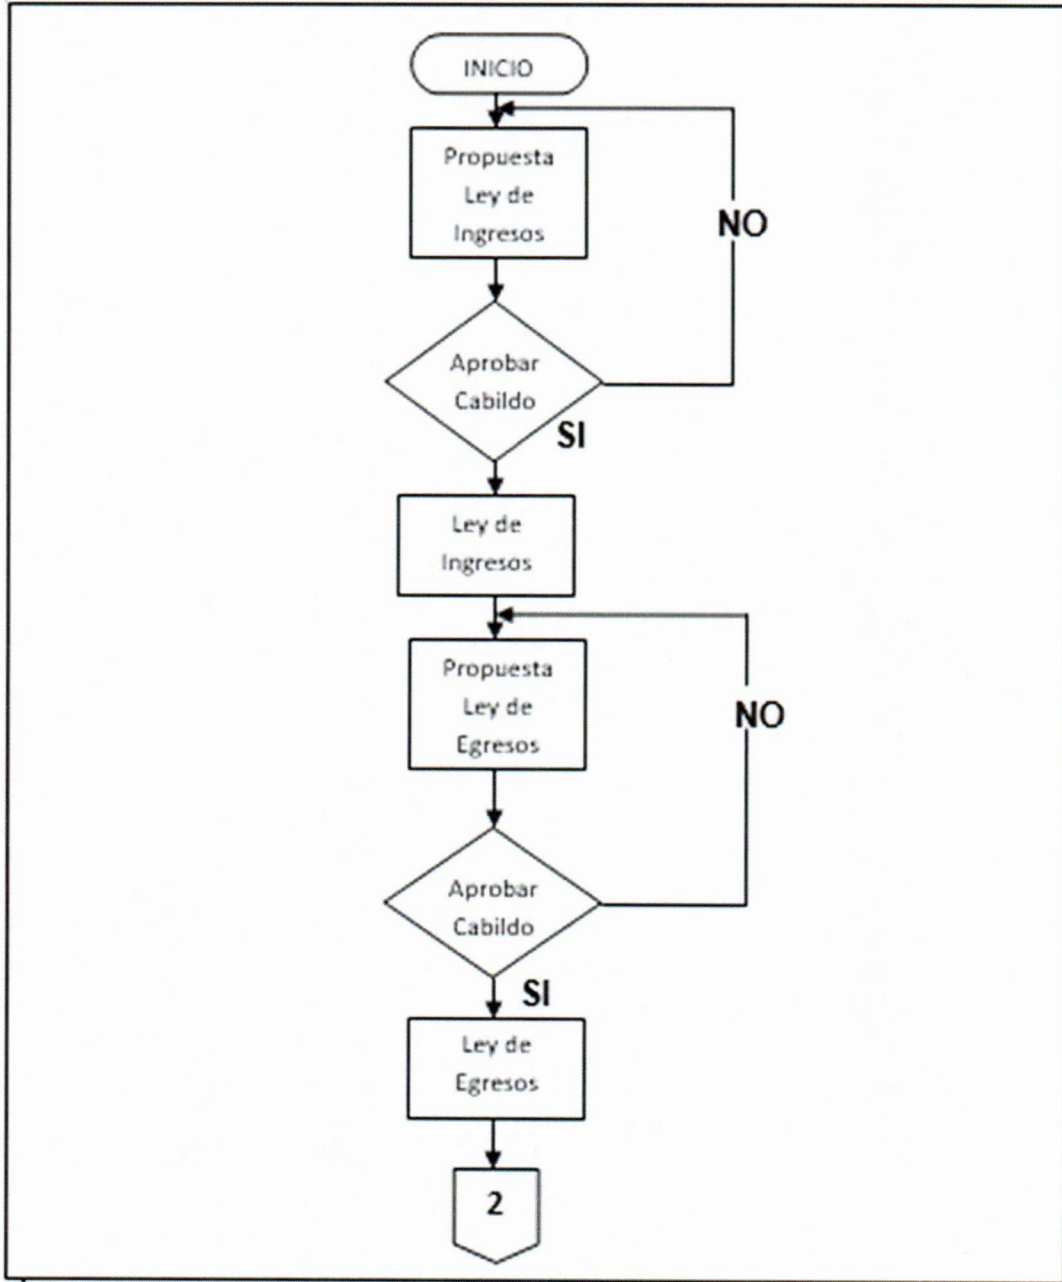 INICIO
Propuesta
Ley de
Ingresos
NO
Aprobar
Cabildo
SI
Ley de
Ingresos
Propuesta
Ley de
Egresos
NO
Aprobar
Cabildo
SI
Ley de
Egresos
2